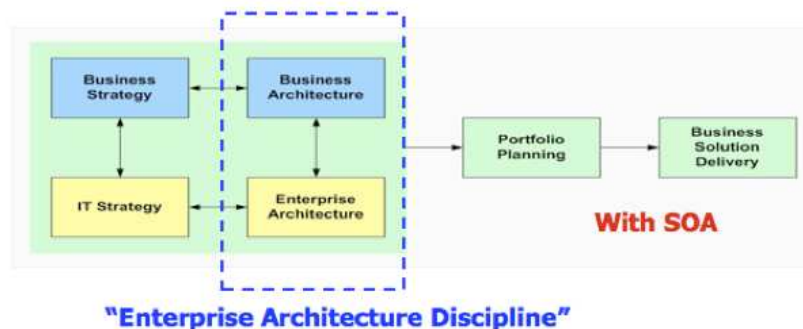 Business
Strategy
Business
Architecture
IT Strategy
Enterprise
Architecture
Portfolio
Planning
Business
Solution
Delivery
With SOA
"Enterprise Architecture Discipline"